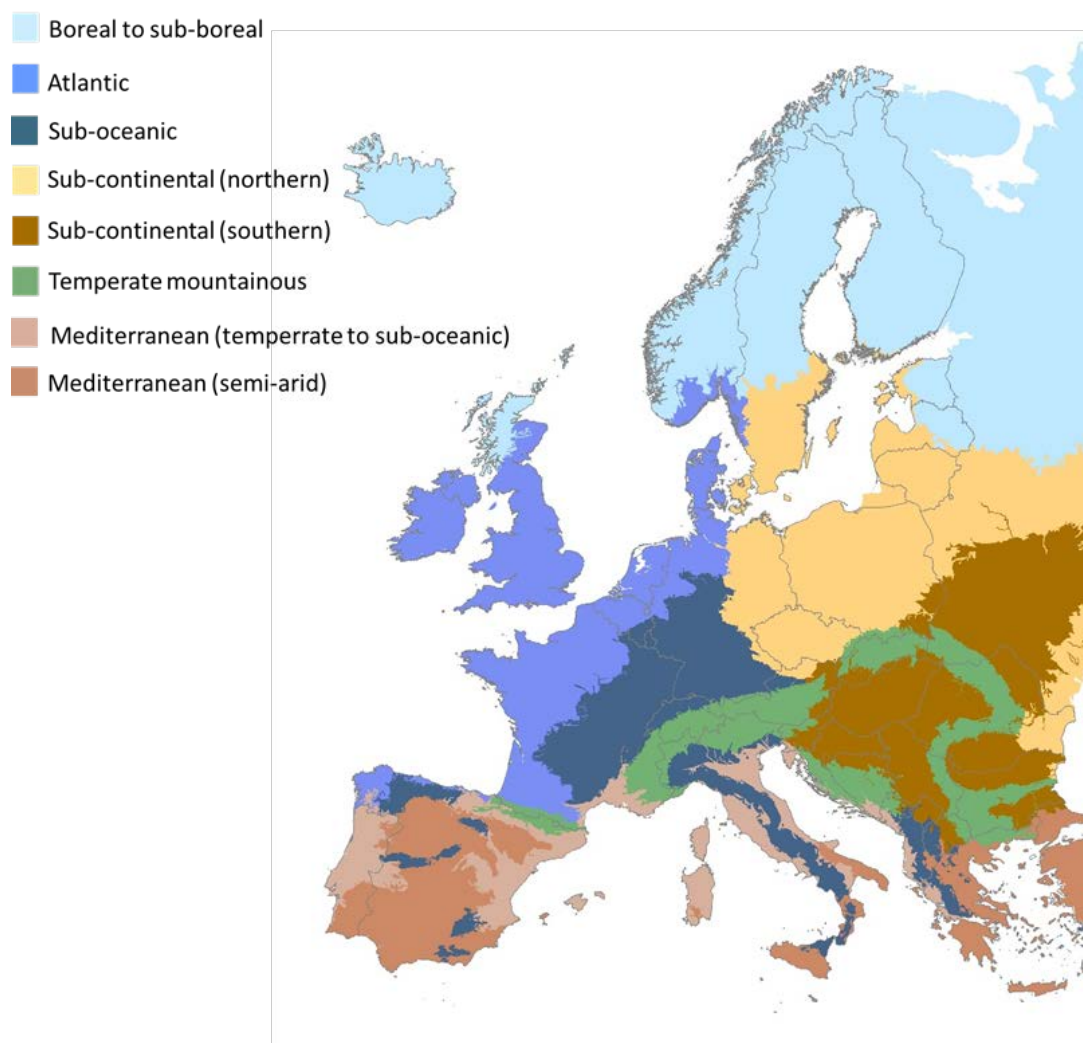 Boreal to sub-boreal
Atlantic
Sub-oceanic
Sub-continental (northern)
Sub-continental (southern)
Temperate mountainous
Mediterranean (temperrate to sub-oceanic)
Mediterranean (semi-arid)